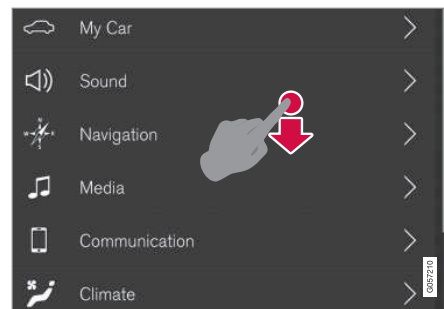 My Car
Sound
Navigation
Media
Communication
Climate
G057210